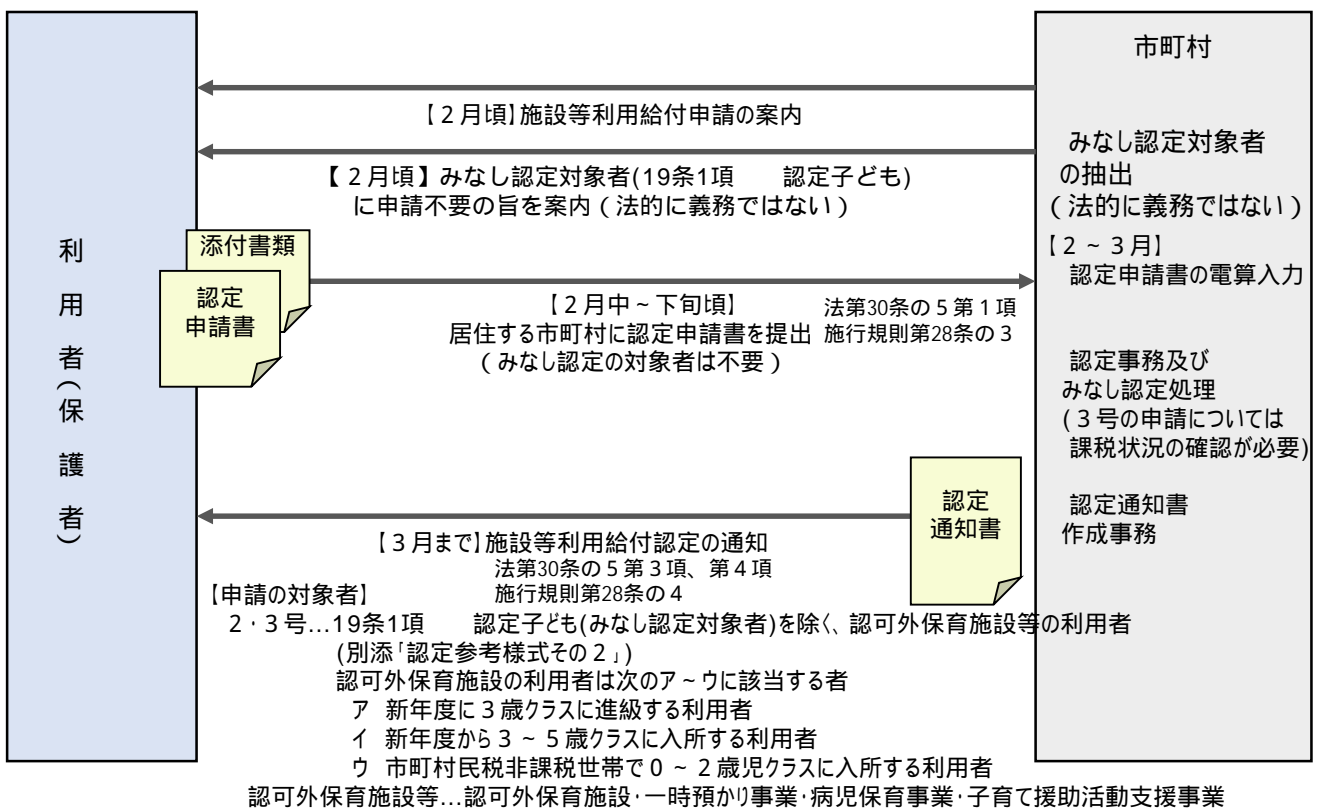 市町村
【２月頃】施設等利用給付申請の案内
みなし認定対象者
の抽出
（法的に義務ではない）
【２月頃】みなし認定対象者(19条1項　　認定子ども)
に申請不要の旨を案内（法的に義務ではない）
利用者（保護者）
添付書類
認定
申請書
【２～３月】
認定申請書の電算入力
【２月中～下旬頃】
居住する市町村に認定申請書を提出
（みなし認定の対象者は不要）
法第30条の５第１項
施行規則第28条の３
認定事務及び
みなし認定処理
(３号の申請については
課税状況の確認が必要)
認定
通知書
認定通知書
作成事務
【３月まで】施設等利用給付認定の通知
法第30条の５第３項、第４項
施行規則第28条の４
【申請の対象者】
２・３号…19条1項　　認定子ども(みなし認定対象者)を除く、認可外保育施設等の利用者
(別添「認定参考様式その２」)
認可外保育施設の利用者は次のア～ウに該当する者
ア　新年度に３歳クラスに進級する利用者
イ　新年度から３～５歳クラスに入所する利用者
ウ　市町村民税非課税世帯で０～２歳児クラスに入所する利用者
認可外保育施設等…認可外保育施設・一時預かり事業・病児保育事業・子育て援助活動支援事業